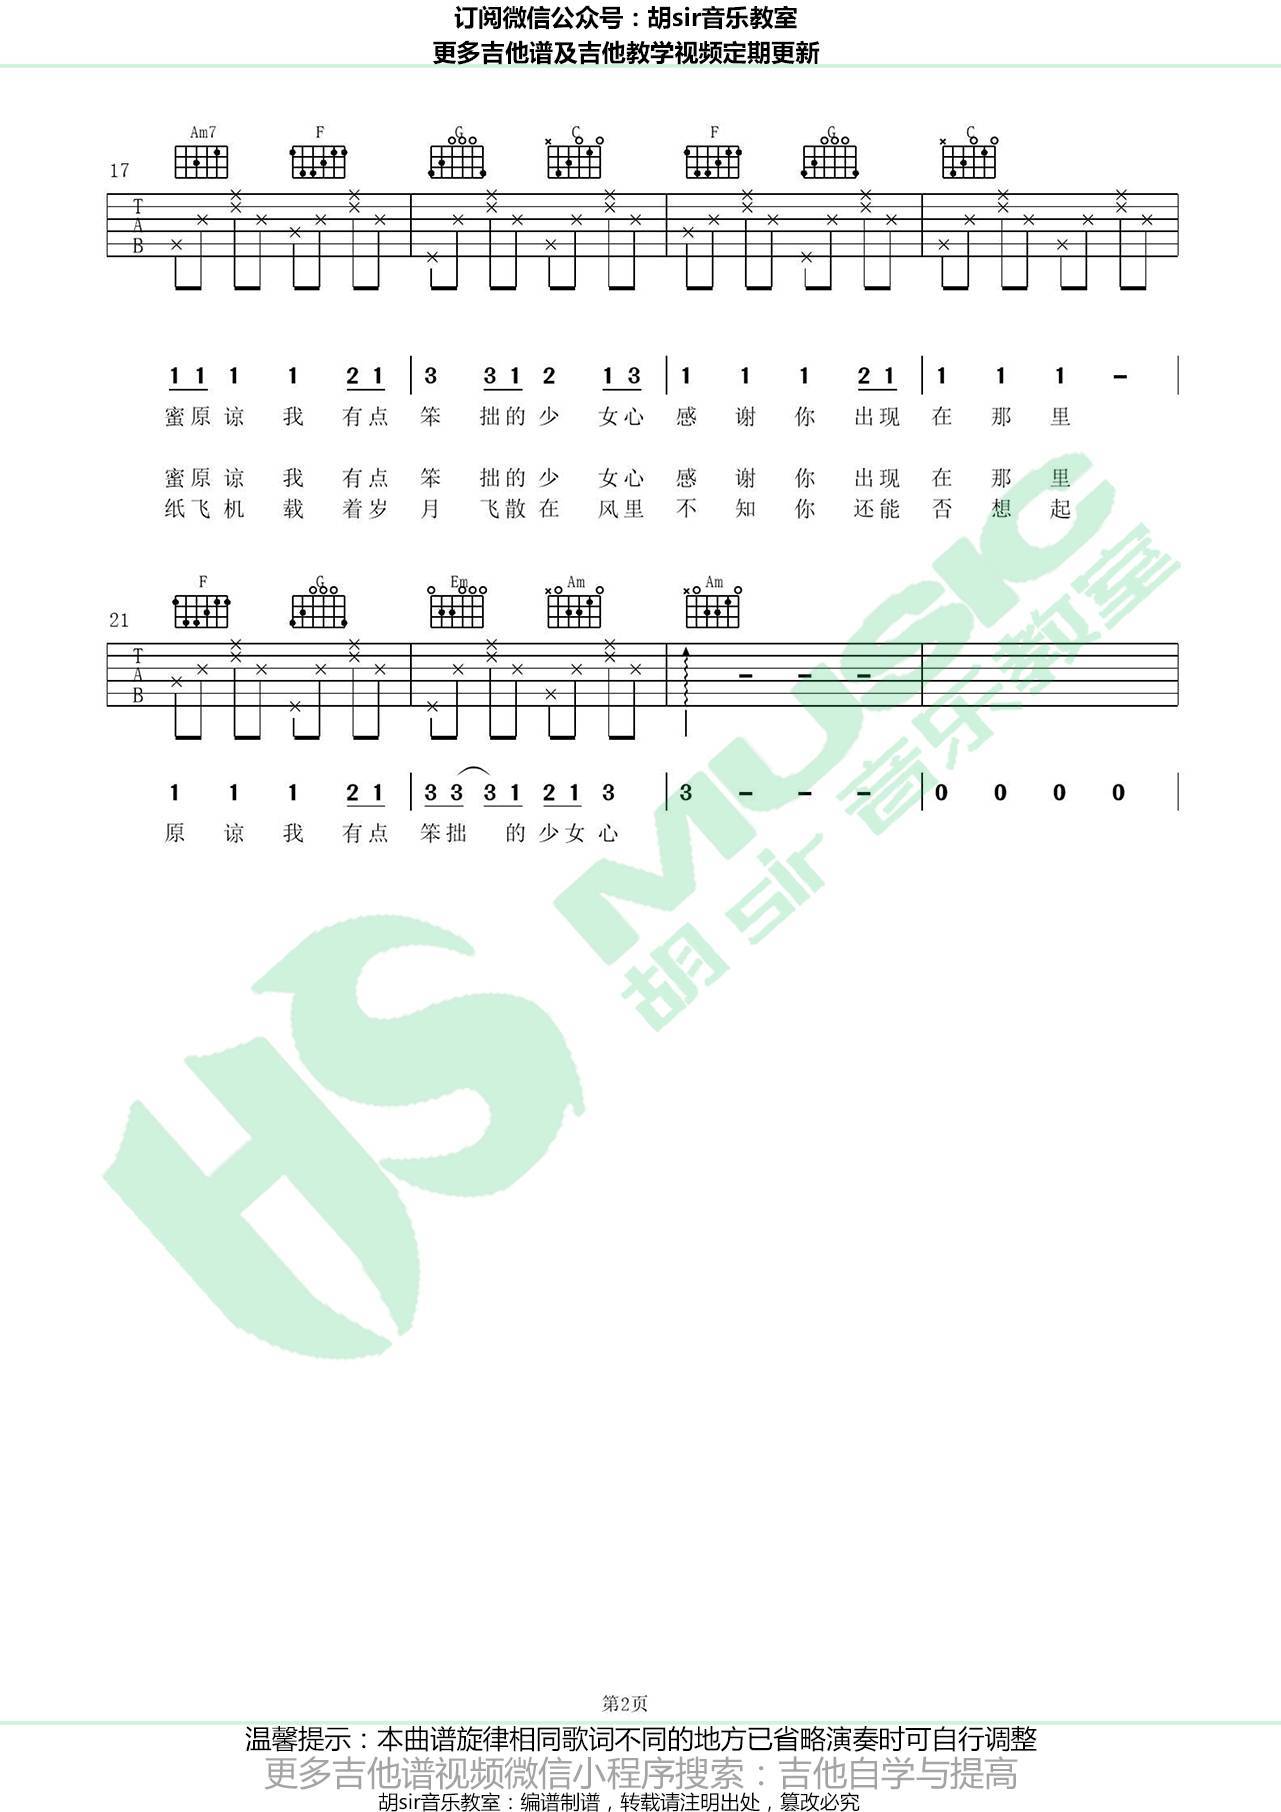 订阅微信公众号：胡sir音乐教室
更多吉他谱及吉他教学视频定期更新
Am7 F G C F G C
17
T
A
B
1 1 1 1 2 1 3 3 1 2 1 3 1 1 1 2 1 1 1 1 -
蜜原谅 我 有点 笨 拙的少 女心 感 谢 你 出现 在 那 里
蜜原谅 我 有点 笨 拙的少 女心 感 谢 你 出现 在 那 里
纸飞机 载 着岁 月 飞散在 风里 不 知 你 还能 否 想 起
F G Em Am Am
21
T
A
B
- - -
1 1 1 2 1 3 3 3 1 2 1 3 3 - - - 0 0 0 0
原 谅 我 有点 笨拙 的少女心
MUSIC
胡 sir 音乐教室
HS
第2页
温馨提示：本曲谱旋律相同歌词不同的地方已省略演奏时可自行调整
更多吉他谱视频微信小程序搜索：吉他自学与提高
胡sir音乐教室：编谱制谱，转载请注明出处，篡改必究